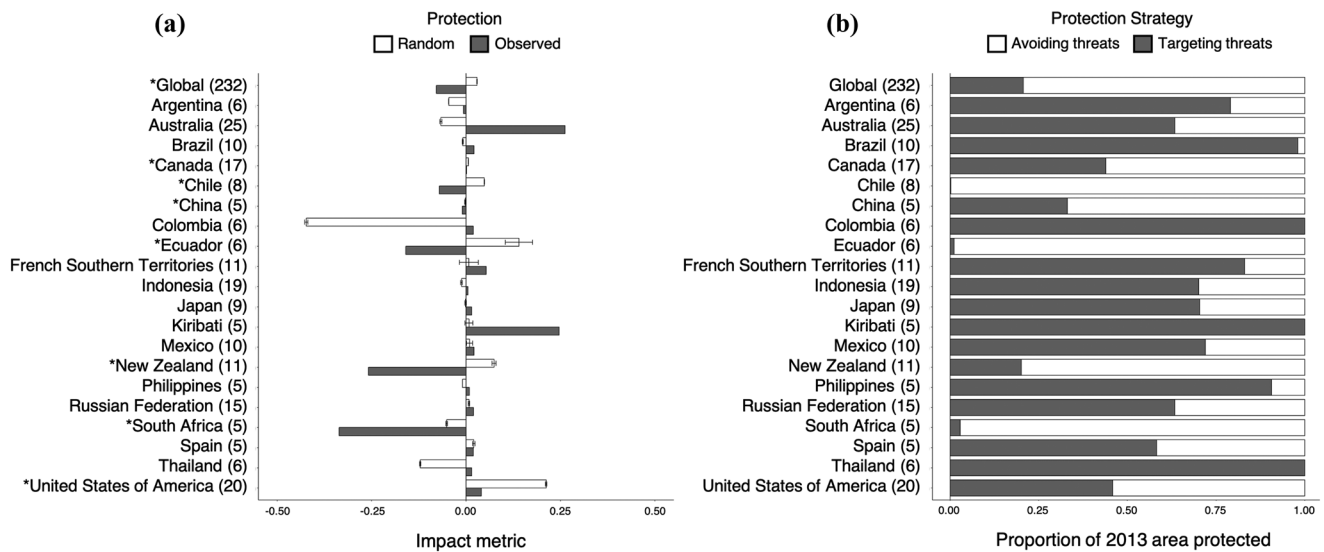 (a)
Protection
Random Observed
*Global (232)
Argentina (6)
Australia (25)
Brazil (10)
*Canada (17)
*Chile (8)
*China (5)
Colombia (6)
*Ecuador (6)
French Southern Territories (11)
Indonesia (19)
Japan (9)
Kiribati (5)
Mexico (10)
*New Zealand (11)
Philippines (5)
Russian Federation (15)
*South Africa (5)
Spain (5)
Thailand (6)
*United States of America (20)
-0.50 -0.25 0.00 0.25 0.50
Impact metric
(b)
Protection Strategy
Avoiding threats Targeting threats
Global (232)
Argentina (6)
Australia (25)
Brazil (10)
Canada (17)
Chile (8)
China (5)
Colombia (6)
Ecuador (6)
French Southern Territories (11)
Indonesia (19)
Japan (9)
Kiribati (5)
Mexico (10)
New Zealand (11)
Philippines (5)
Russian Federation (15)
South Africa (5)
Spain (5)
Thailand (6)
United States of America (20)
0.00 0.25 0.50 0.75 1.00
Proportion of 2013 area protected